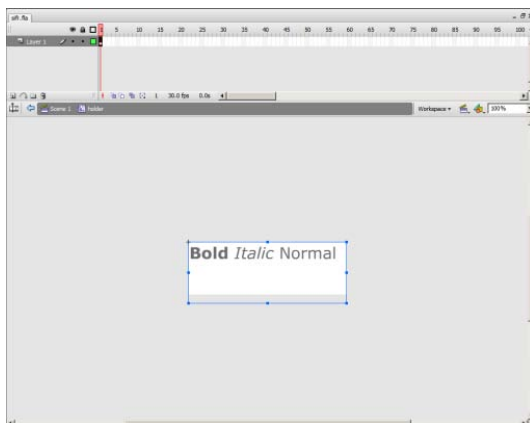 sifr.fla
5 10 15 20 25 30 35 40 45 50 55 60 65 70 75 80 85 90 95 100
Layer 1
1 30.0 fps 0.0s
Scene 1 holder Workspace 100%
Bold Italic Normal